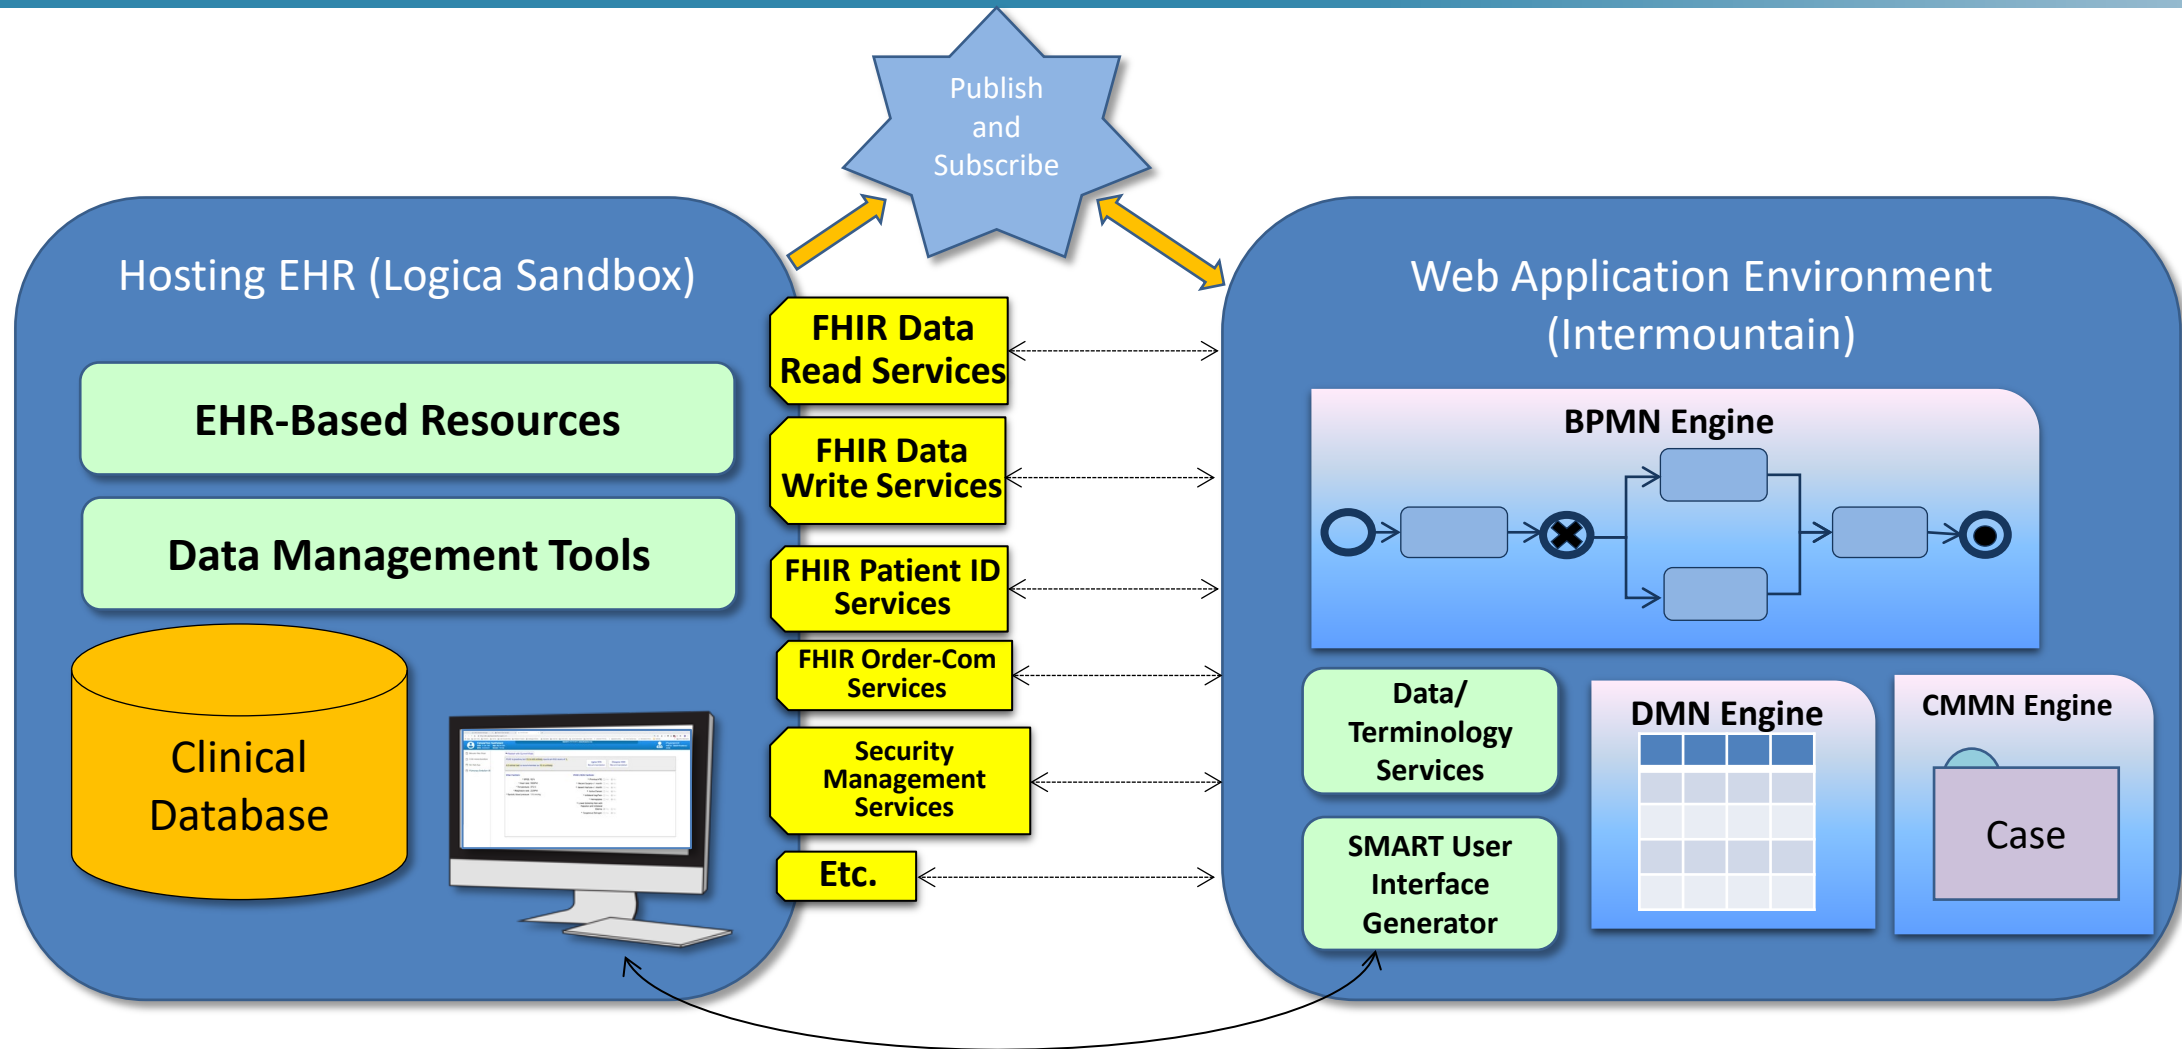 Publish
and
Subscribe
Hosting EHR (Logica Sandbox)
EHR-Based Resources
Data Management Tools
Clinical
Database
FHIR Data
Read Services
FHIR Data
Write Services
FHIR Patient ID
Services
FHIR Order-Com
Services
Security
Management
Services
Etc.
Web Application Environment
(Intermountain)
BPMN Engine
Data/
Terminology
Services
SMART User
Interface
Generator
DMN Engine
CMMN Engine
Case